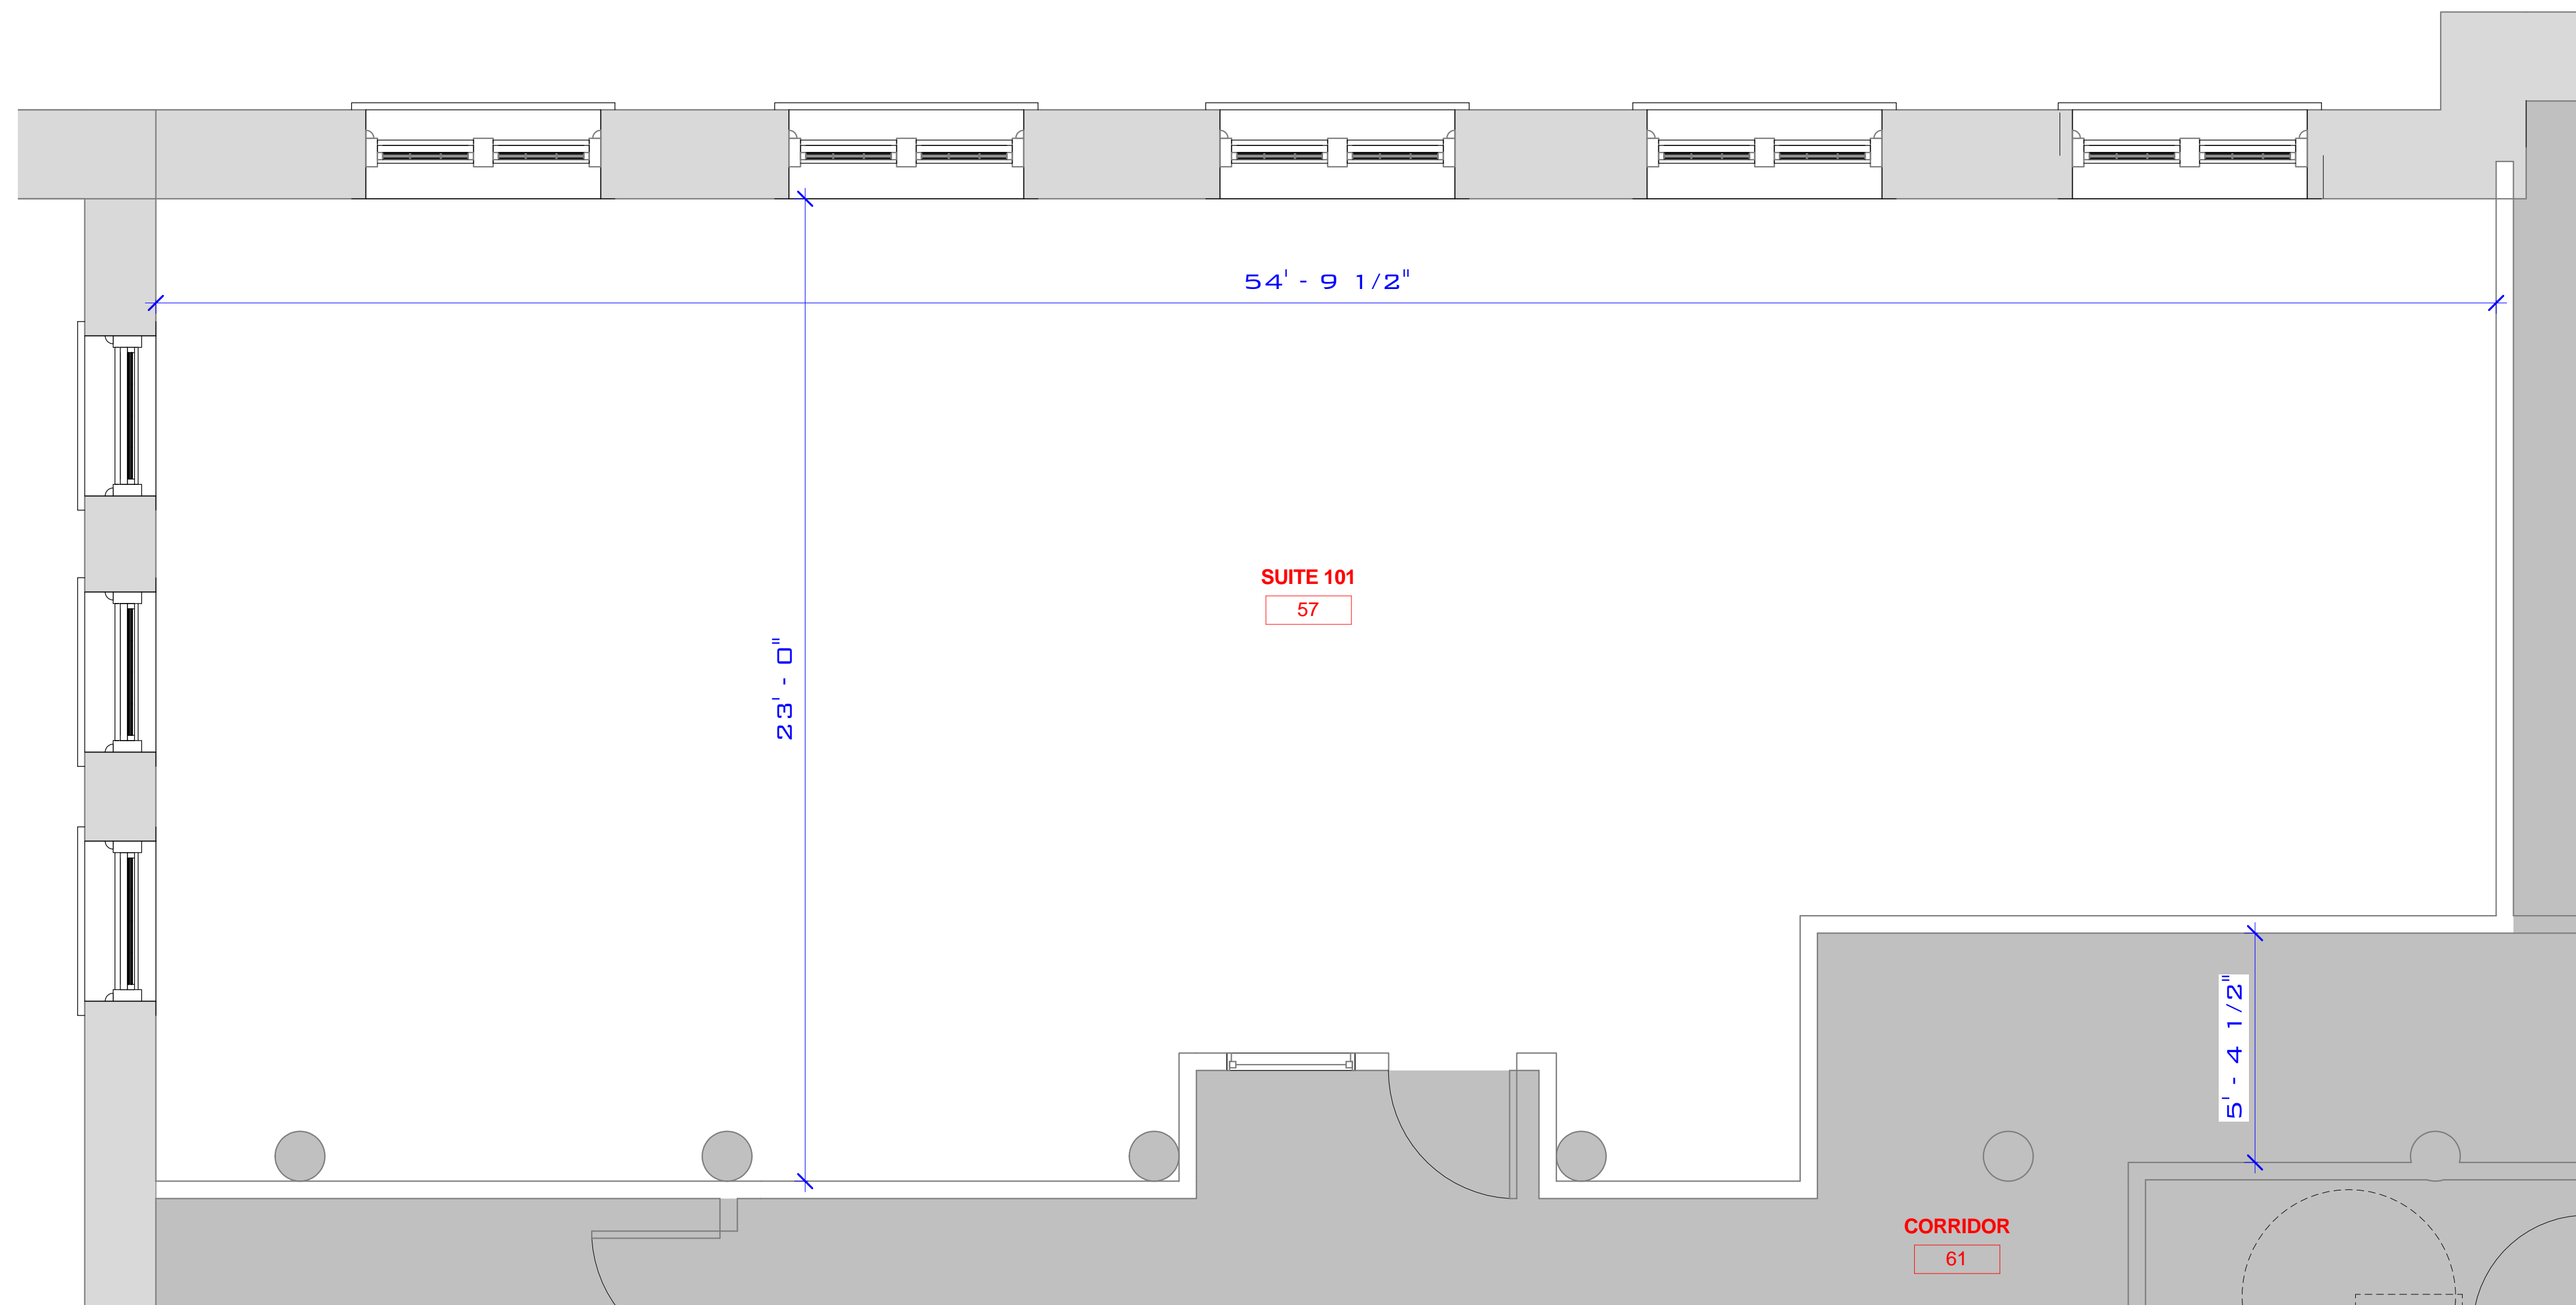 54' - 9 1/2"
SUITE 101
57
23' - 0"
5' - 4 1/2"
CORRIDOR
61